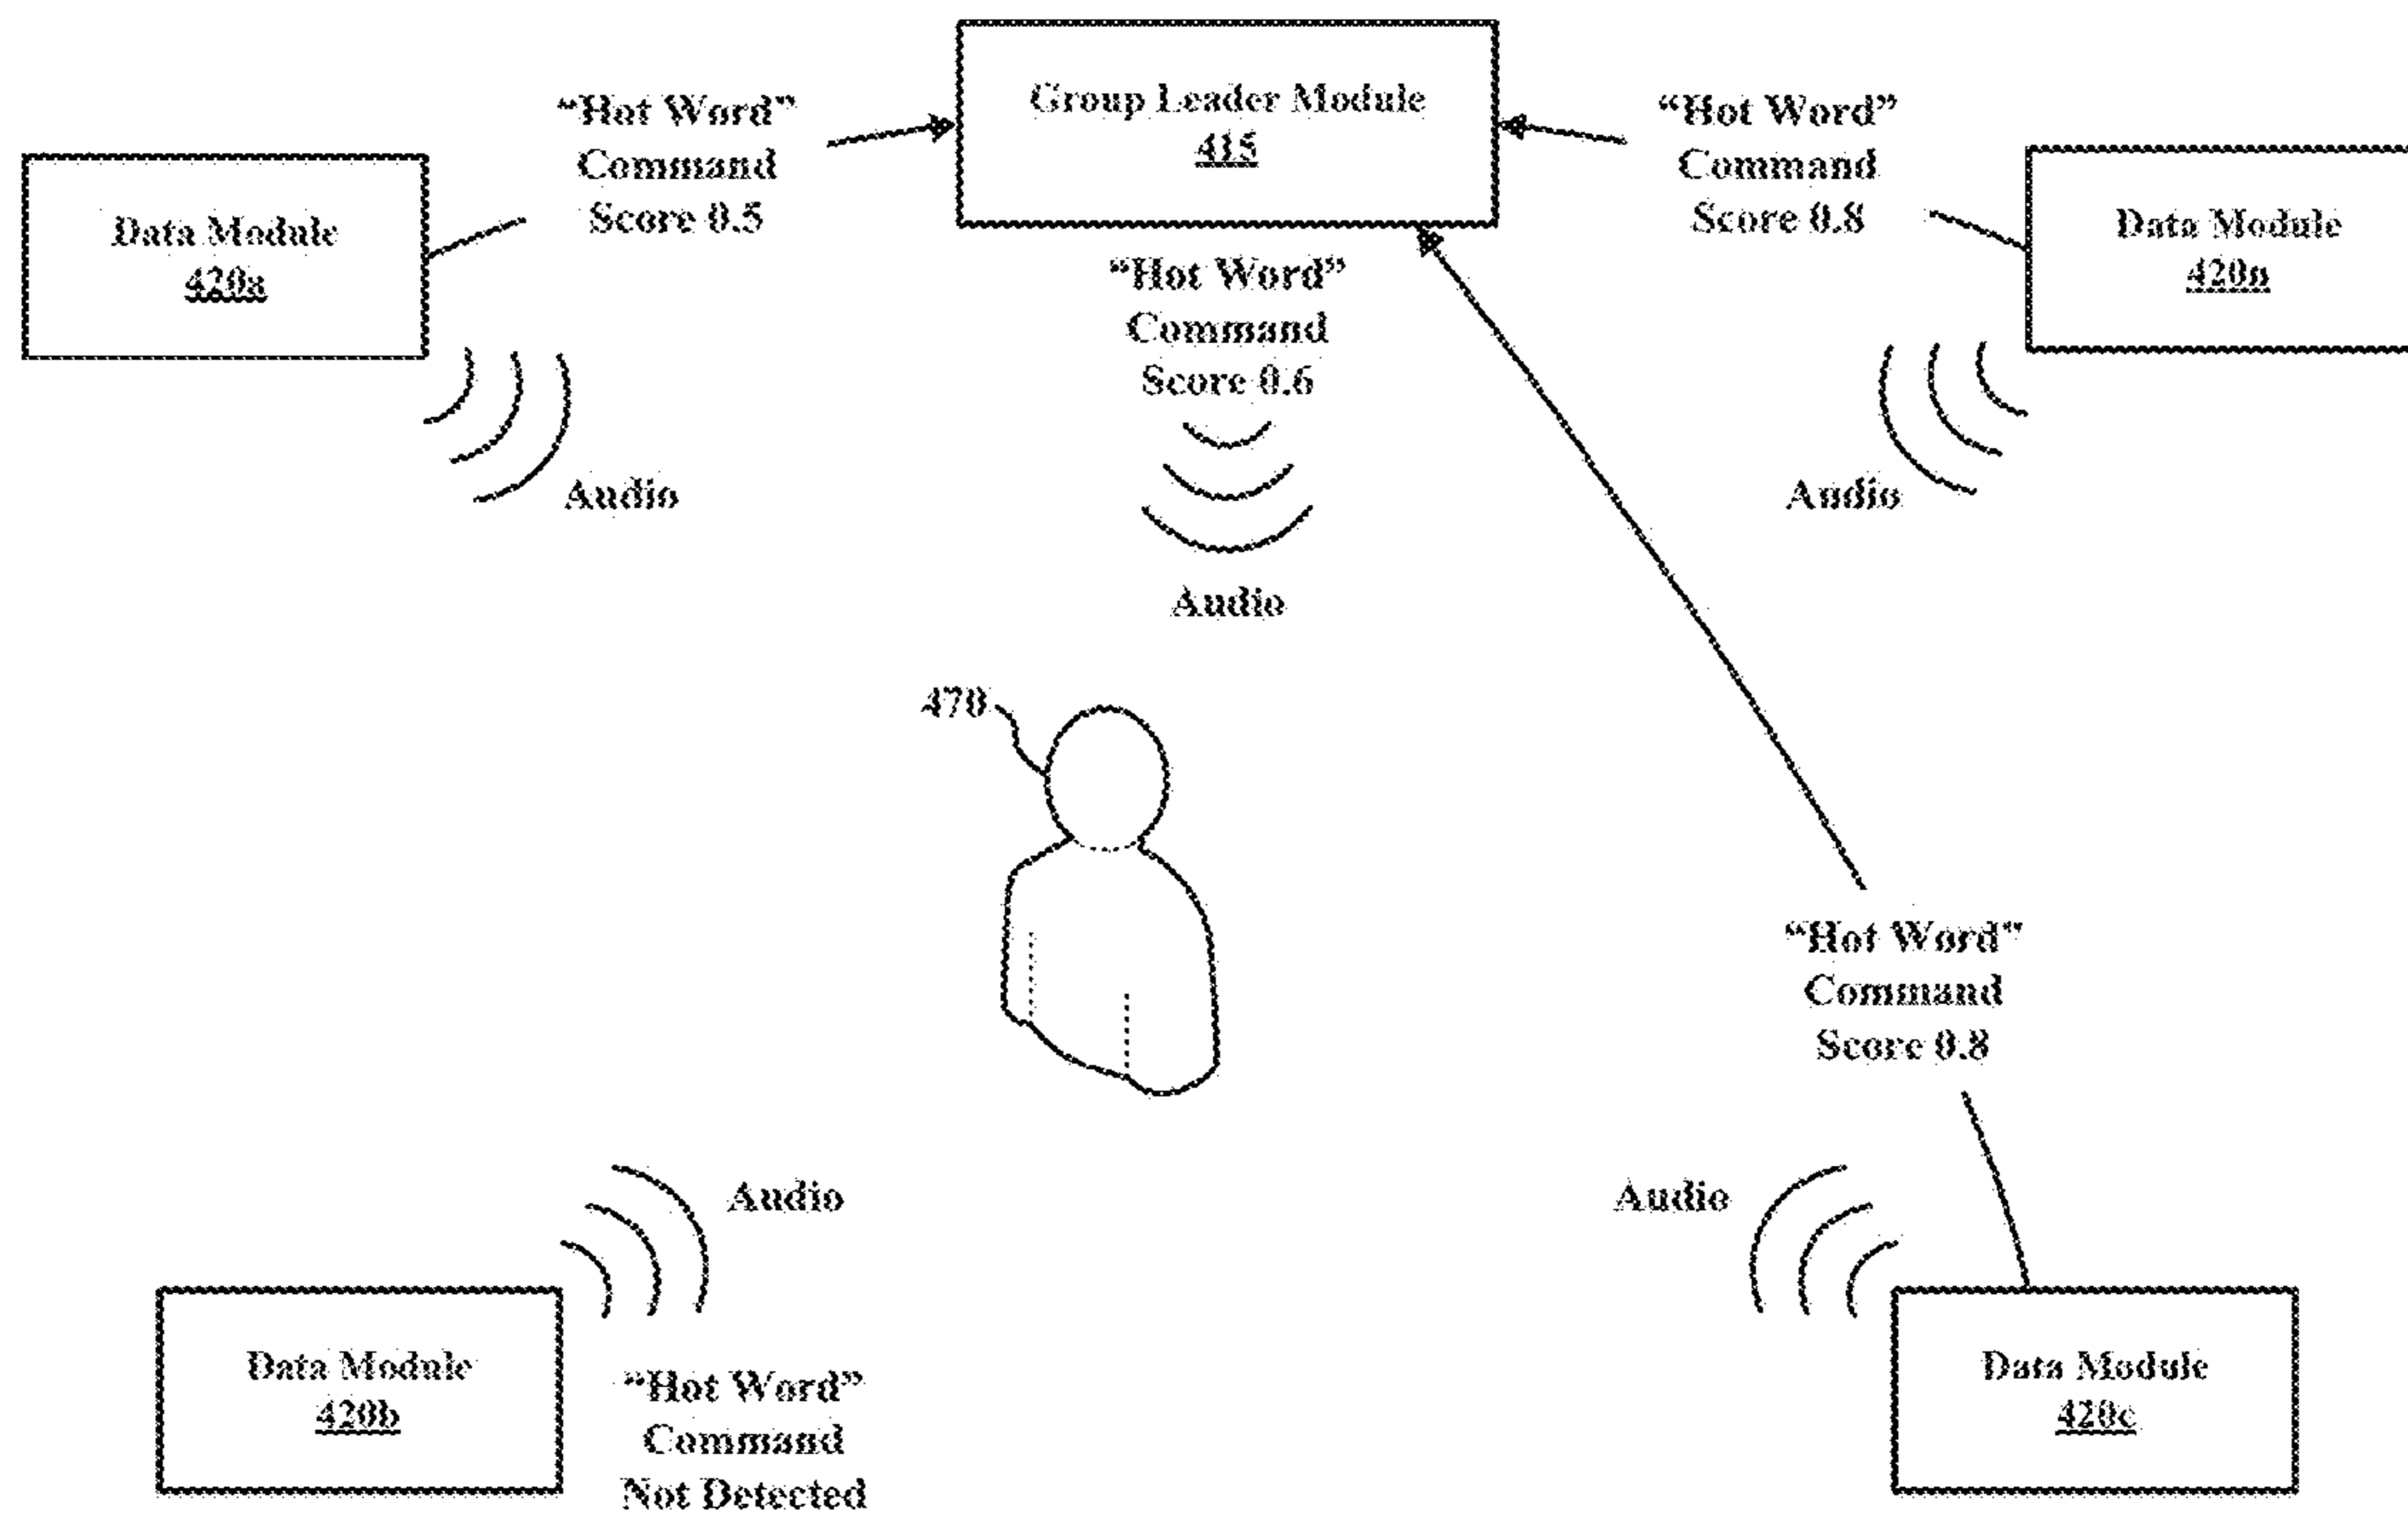 Group Leader Module
415
“Hot Word”
Command
Score 0.5
“Hot Word”
Command
Score 0.8
Data Module
420a
Data Module
420n
“Hot Word”
Command
Score 0.6
Audio
Audio
Audio
470
“Hot Word”
Command
Score 0.8
Audio
Audio
Data Module
420b
“Hot Word”
Command
Not Detected
Data Module
420c